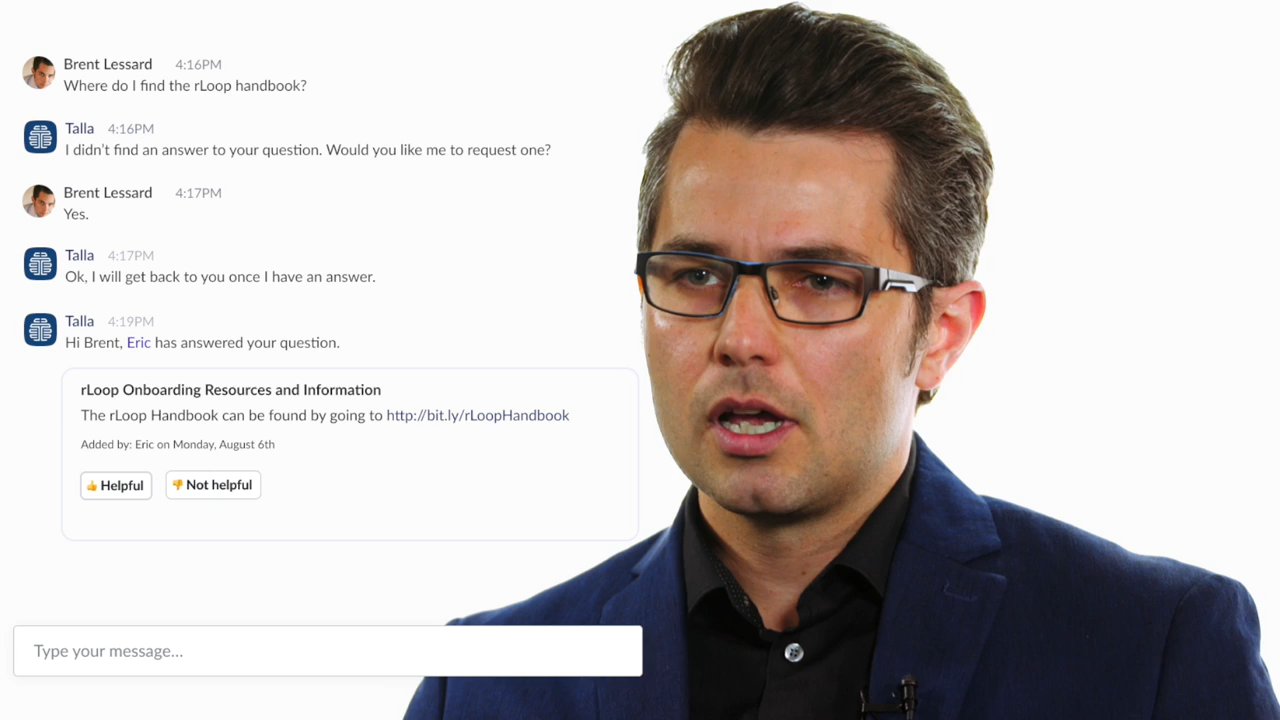 Brent Lessard 4:16PM
Where do I find the rLoop handbook?
Talla 4:16PM
I didn't find an answer to your question. Would you like me to request one?
Brent Lessard 4:17PM
Yes.
Talla 4:17PM
Ok, I will get back to you once I have an answer.
Talla 4:19PM
Hi Brent, Eric has answered your question.
rLoop Onboarding Resources and Information
The rLoop Handbook can be found by going to http://bit.ly/rLoopHandbook
Added by: Eric on Monday, August 6th
👍 Helpful 👎 Not helpful
Type your message...